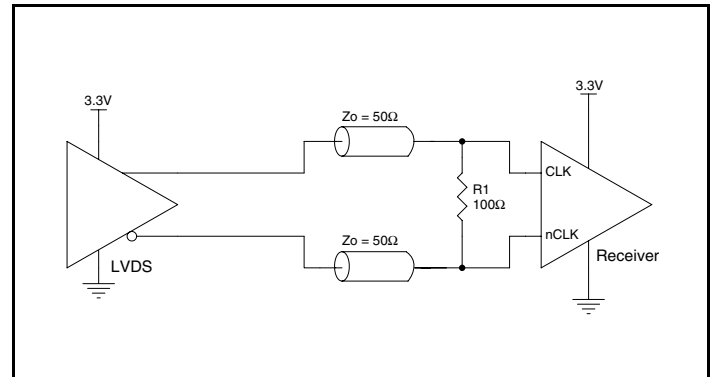 3.3V
3.3V
Zo = 50Ω
CLK
R1
100Ω
nCLK
Zo = 50Ω
Receiver
LVDS